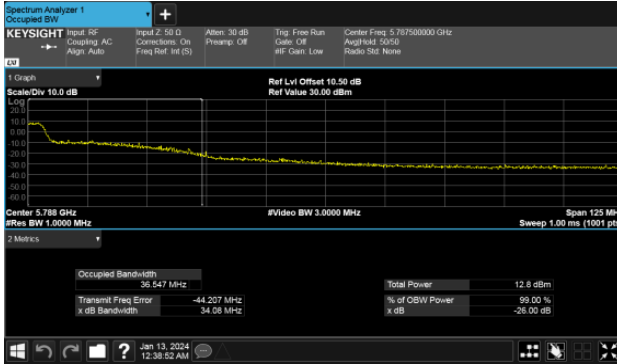 Spectrum Analyzer 1
Occupied BW
+
KEYSIGHT Input: RF Input Z: 50 Ω Atten: 30 dB Trig: Free Run Center Freq: 5.787500000 GHz
Coupling: AC Corrections: On Preamp: Off Gate: Off Avg|Hold: 50/50
Align: Auto Freq Ref: Int (S) #IF Gain: Low Radio Std: None
LXI
1 Graph
Ref Lvl Offset 10.50 dB
Scale/Div 10.0 dB Ref Value 30.00 dBm
Log
20.0
10.0
0.00
-10.0
-20.0
-30.0
-40.0
-50.0
-60.0
Center 5.788 GHz #Video BW 3.0000 MHz Span 125 MH
#Res BW 1.0000 MHz Sweep 1.00 ms (1001 pts
2 Metrics
Occupied Bandwidth
36.547 MHz Total Power 12.8 dBm
Transmit Freq Error -44.207 MHz % of OBW Power 99.00 %
x dB Bandwidth 34.08 MHz x dB -26.00 dB
? Jan 13, 2024
12:38:52 AM